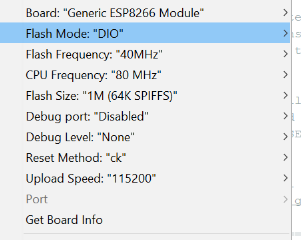 Board: "Generic ESP8266 Module"
Flash Mode: "DIO"
Flash Frequency: "40MHz"
CPU Frequency: "80 MHz"
Flash Size: "1M (64K SPIFFS)"
Debug port: "Disabled"
Debug Level: "None"
Reset Method: "ck"
Upload Speed: "115200"
Port
Get Board Info